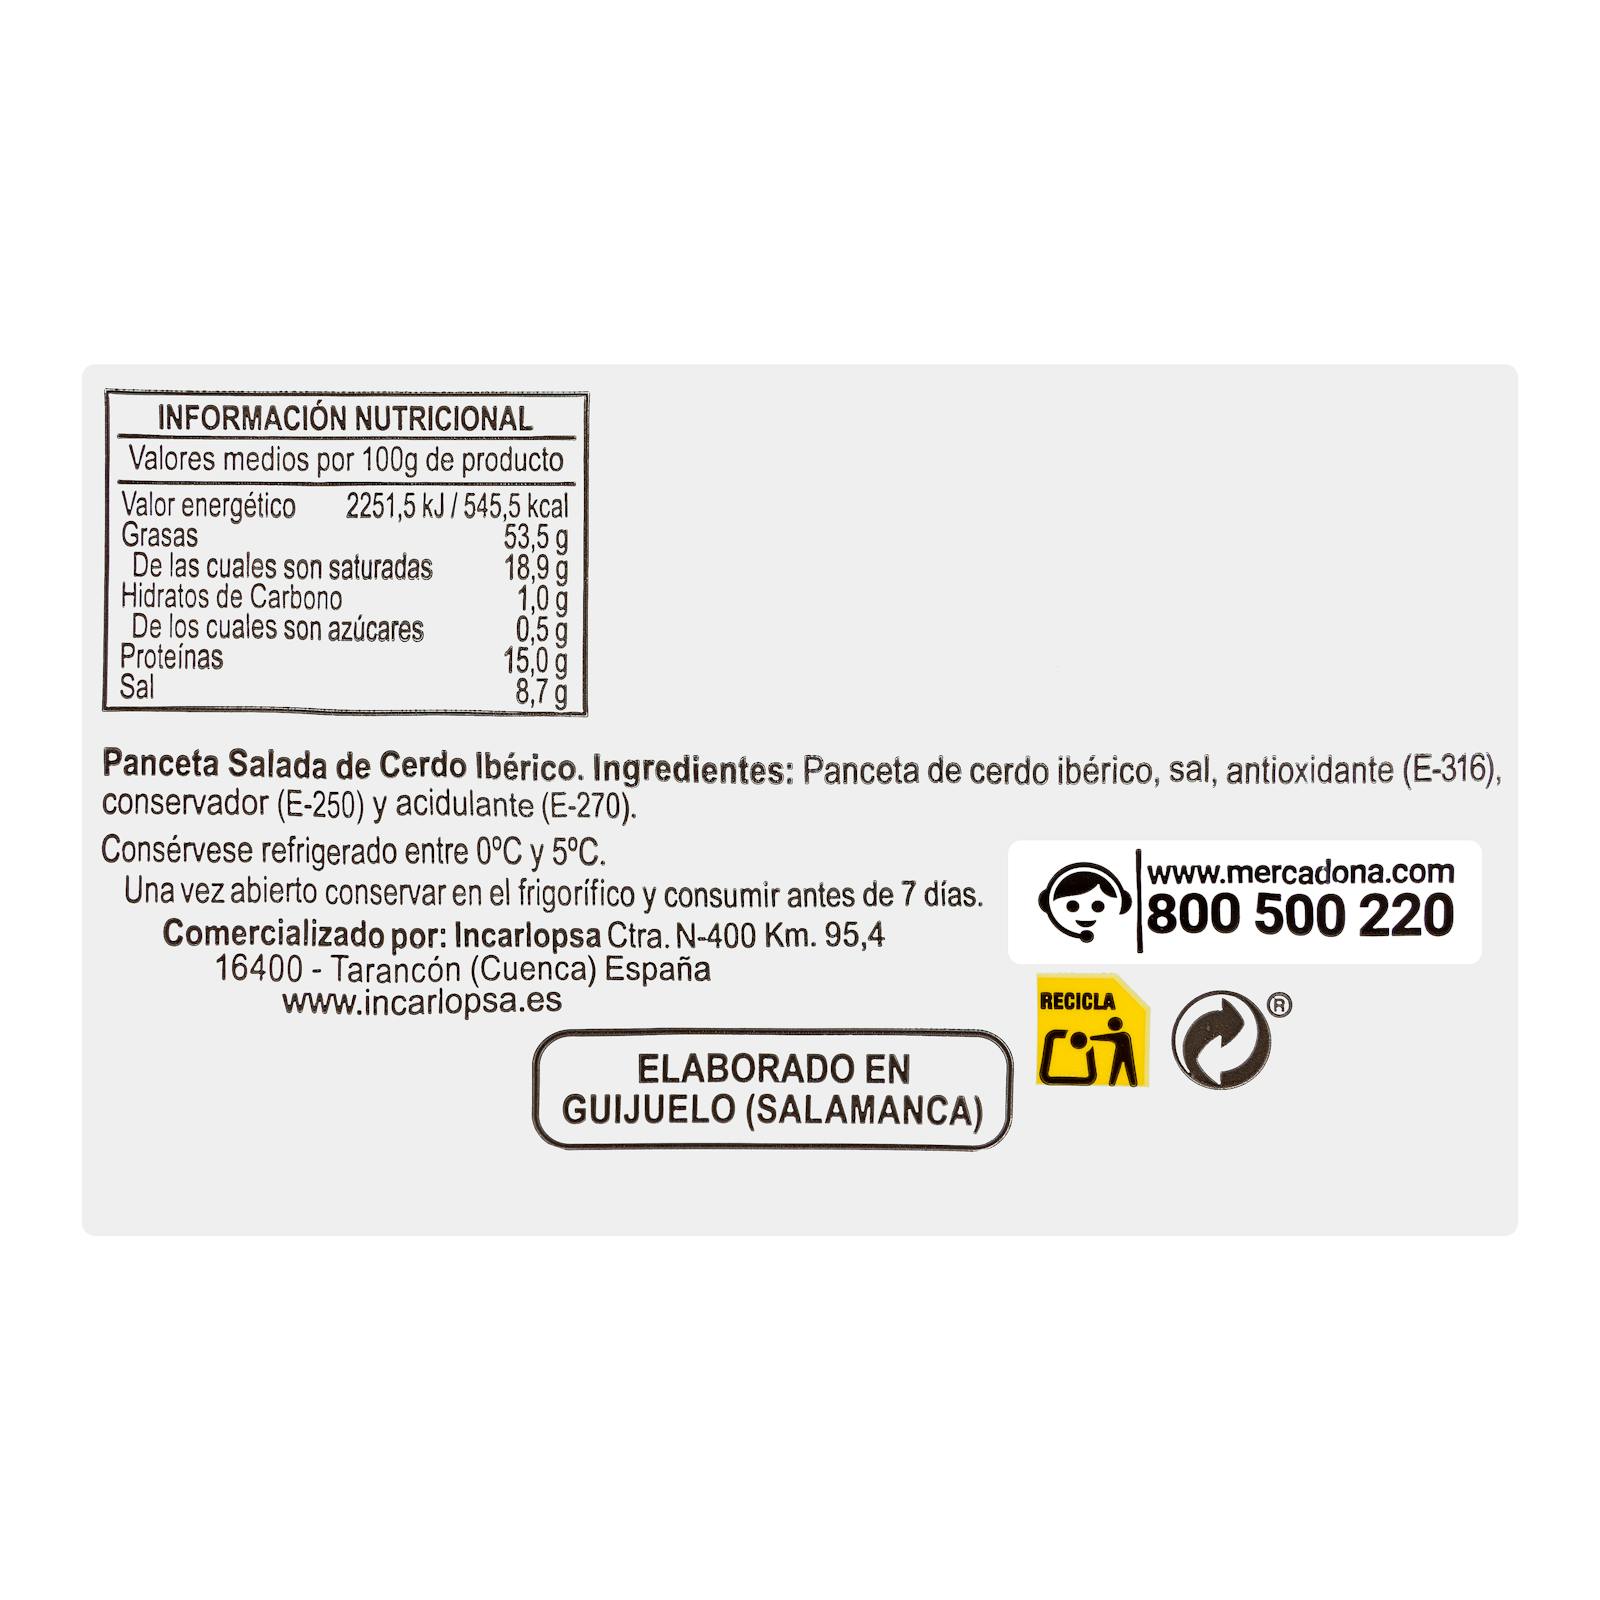 INFORMACIÓN NUTRICIONAL
Valores medios por 100g de producto
Valor energético 2251,5 kJ / 545,5 kcal
Grasas 53,5 g
De las cuales son saturadas 18,9 g
Hidratos de Carbono 1,0 g
De los cuales son azúcares 0,5 g
Proteínas 15,0 g
Sal 8,7 g
Panceta Salada de Cerdo Ibérico. Ingredientes: Panceta de cerdo ibérico, sal, antioxidante (E-316),
conservador (E-250) y acidulante (E-270).
Consérvese refrigerado entre 0ºC y 5ºC.
Una vez abierto conservar en el frigorífico y consumir antes de 7 días.
Comercializado por: Incarlopsa Ctra. N-400 Km. 95,4
16400 - Tarancón (Cuenca) España
www.incarlopsa.es
www.mercadona.com
800 500 220
RECICLA
®
ELABORADO EN
GUIJUELO (SALAMANCA)